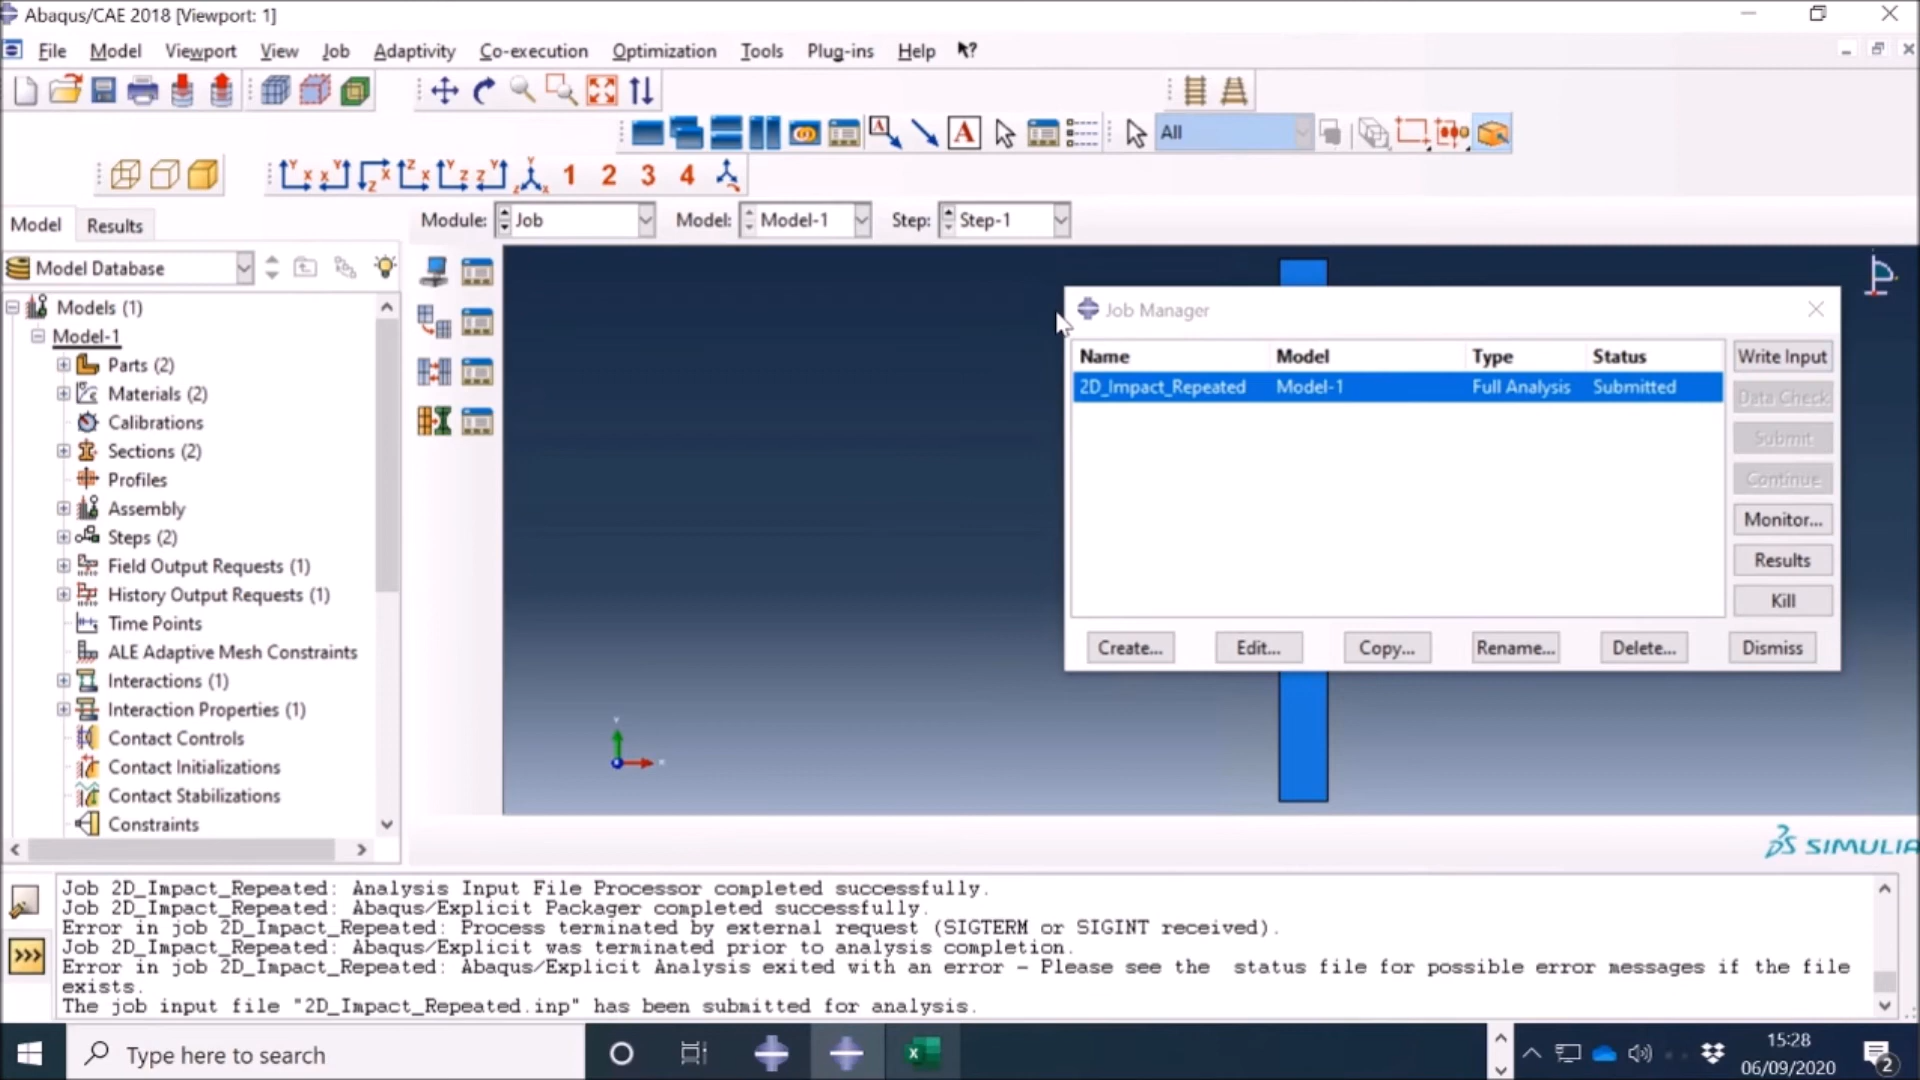 Abaqus/CAE 2018 [Viewport: 1]
File Model Viewport View Job Adaptivity Co-execution Optimization Tools Plug-ins Help
All
1 2 3 4
Model Results
Module: Job Model: Model-1 Step: Step-1
Model Database
Models (1)
Model-1
Parts (2)
Materials (2)
Calibrations
Sections (2)
Profiles
Assembly
Steps (2)
Field Output Requests (1)
History Output Requests (1)
Time Points
ALE Adaptive Mesh Constraints
Interactions (1)
Interaction Properties (1)
Contact Controls
Contact Initializations
Contact Stabilizations
Constraints
Job Manager
Name Model Type Status
2D_Impact_Repeated Model-1 Full Analysis Submitted
Write Input
Data Check
Submit
Continue
Monitor...
Results
Kill
Create... Edit... Copy... Rename... Delete... Dismiss
SIMULIA
Job 2D_Impact_Repeated: Analysis Input File Processor completed successfully.
Job 2D_Impact_Repeated: Abaqus/Explicit Packager completed successfully.
Error in job 2D_Impact_Repeated: Process terminated by external request (SIGTERM or SIGINT received).
Job 2D_Impact_Repeated: Abaqus/Explicit was terminated prior to analysis completion.
Error in job 2D_Impact_Repeated: Abaqus/Explicit Analysis exited with an error - Please see the status file for possible error messages if the file
exists.
The job input file "2D_Impact_Repeated.inp" has been submitted for analysis.
Type here to search
15:28
06/09/2020
2